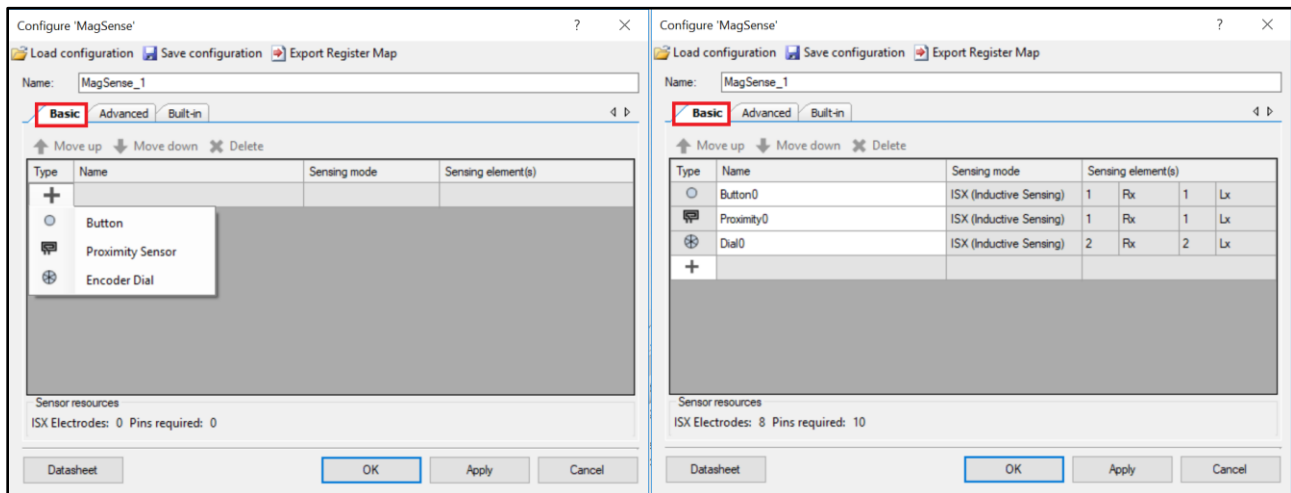 Configure 'MagSense'
Load configuration Save configuration Export Register Map
Name: MagSense_1
Basic Advanced Built-in
Move up Move down Delete
Type Name Sensing mode Sensing element(s)
Button
Proximity Sensor
Encoder Dial
Sensor resources
ISX Electrodes: 0 Pins required: 0
Datasheet OK Apply Cancel
Configure 'MagSense'
Load configuration Save configuration Export Register Map
Name: MagSense_1
Basic Advanced Built-in
Move up Move down Delete
Type Name Sensing mode Sensing element(s)
Button0 ISX (Inductive Sensing) 1 Rx 1 Lx
Proximity0 ISX (Inductive Sensing) 1 Rx 1 Lx
Dial0 ISX (Inductive Sensing) 2 Rx 2 Lx
Sensor resources
ISX Electrodes: 8 Pins required: 10
Datasheet OK Apply Cancel